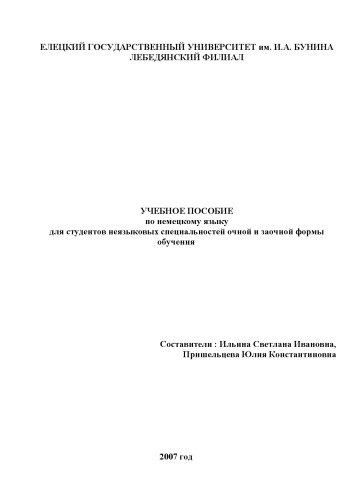 ЕЛЕЦКИЙ ГОСУДАРСТВЕННЫЙ УНИВЕРСИТЕТ им. И.А. БУНИНА
ЛЕБЕДЯНСКИЙ ФИЛИАЛ
УЧЕБНОЕ ПОСОБИЕ
по немецкому языку
для студентов неязыковых специальностей очной и заочной формы
обучения
Составители : Ильина Светлана Ивановна,
Пришельцева Юлия Константиновна
2007 год